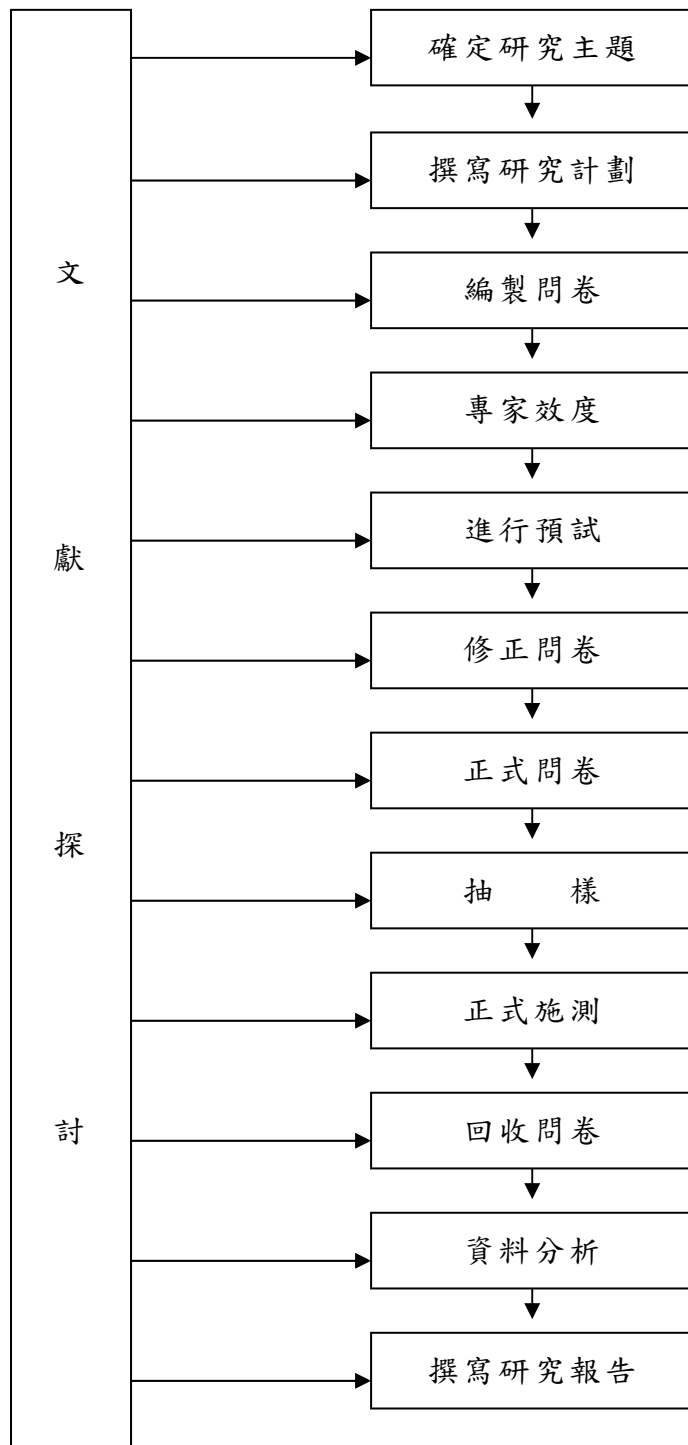 文獻探討
確定研究主題
撰寫研究計劃
編製問卷
專家效度
進行預試
修正問卷
正式問卷
抽　　樣
正式施測
回收問卷
資料分析
撰寫研究報告